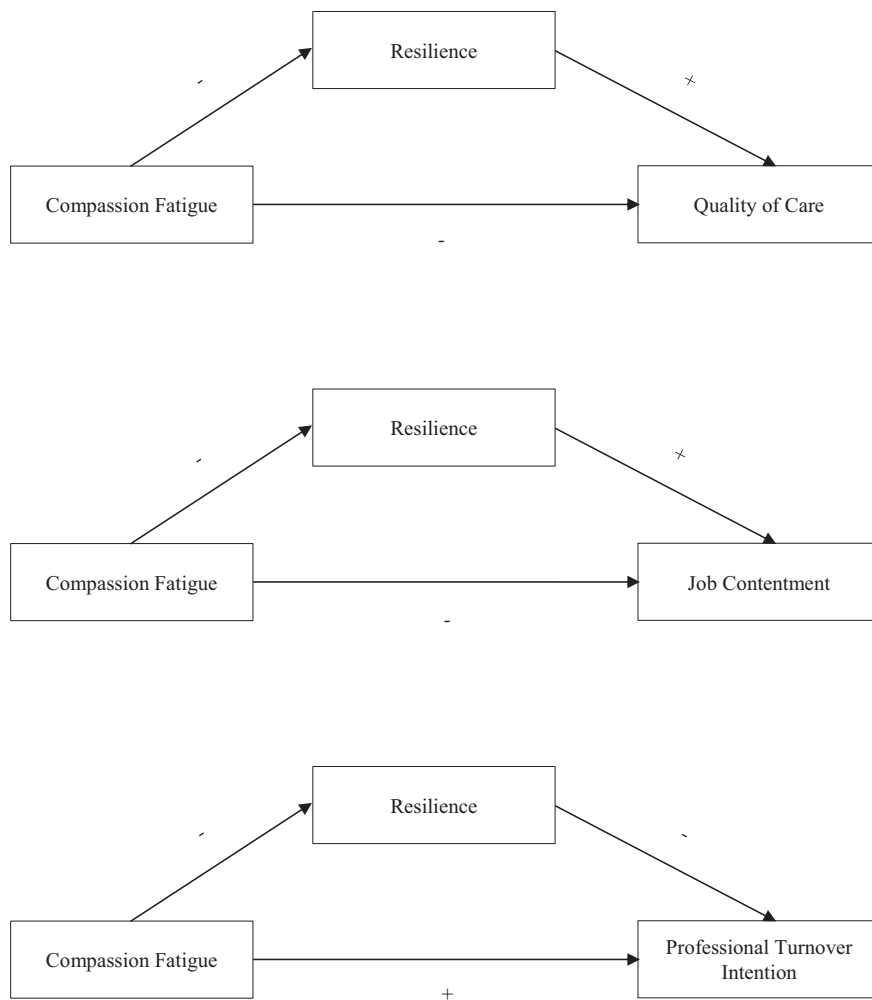 Resilience
-
+
Compassion Fatigue
Quality of Care
-
Resilience
-
+
Compassion Fatigue
Job Contentment
-
Resilience
-
-
Compassion Fatigue
Professional Turnover
Intention
+